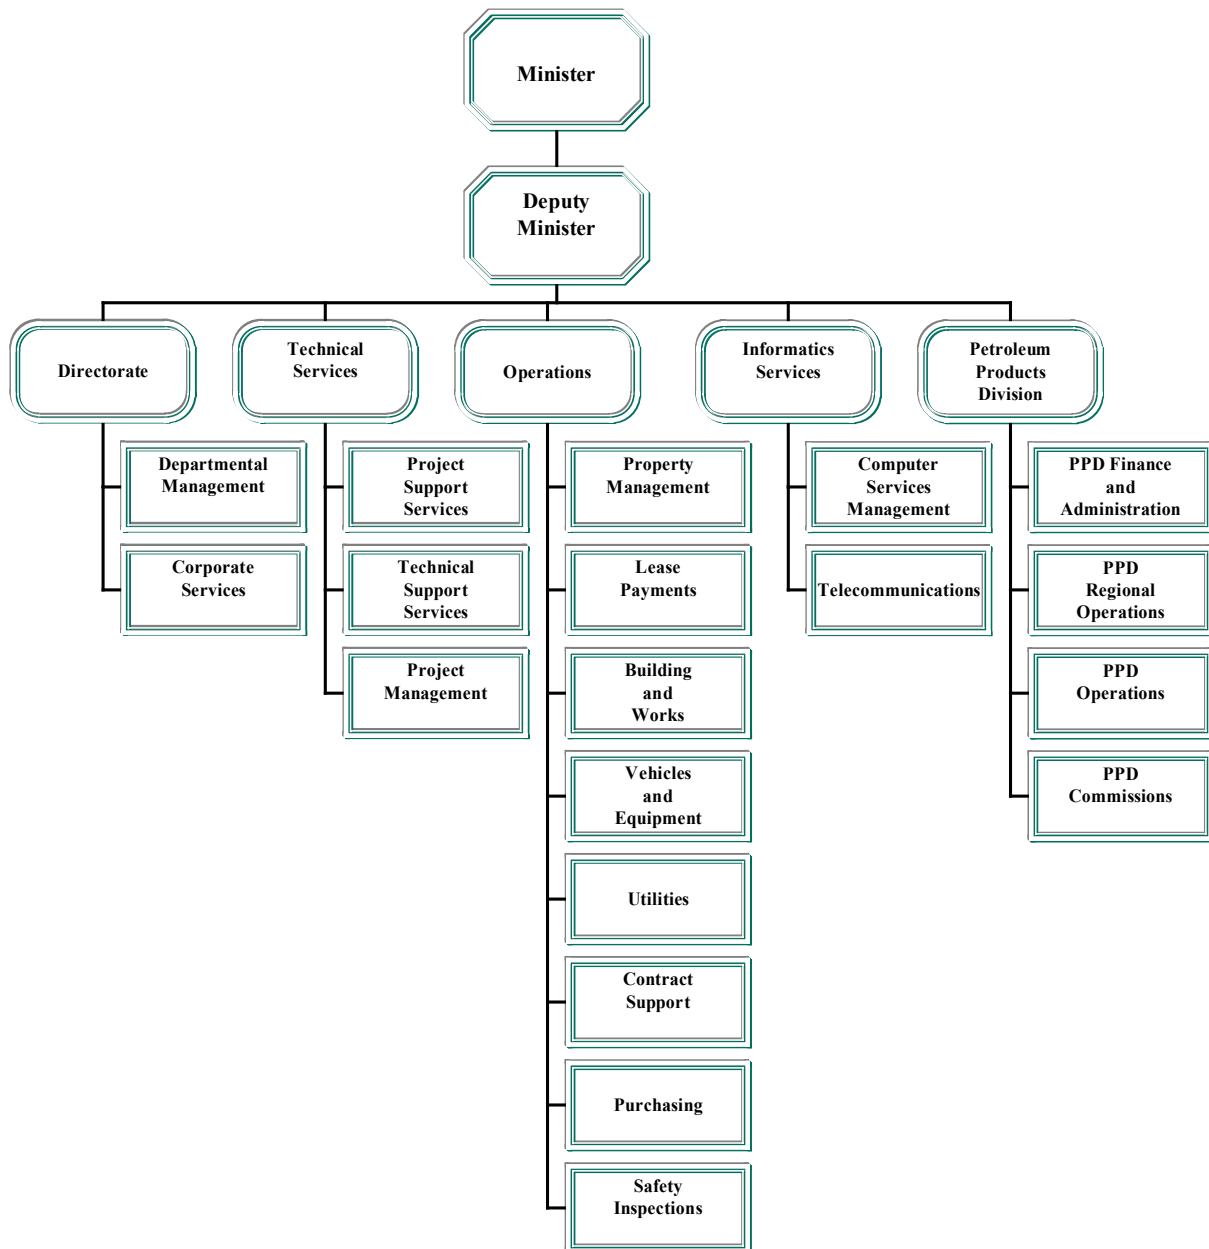 Minister
Deputy
Minister
Directorate
Technical
Services
Operations
Informatics
Services
Petroleum
Products
Division
Departmental
Management
Corporate
Services
Project
Support
Services
Technical
Support
Services
Project
Management
Property
Management
Lease
Payments
Building
and
Works
Vehicles
and
Equipment
Utilities
Contract
Support
Purchasing
Safety
Inspections
Computer
Services
Management
Telecommunications
PPD Finance
and
Administration
PPD
Regional
Operations
PPD
Operations
PPD
Commissions